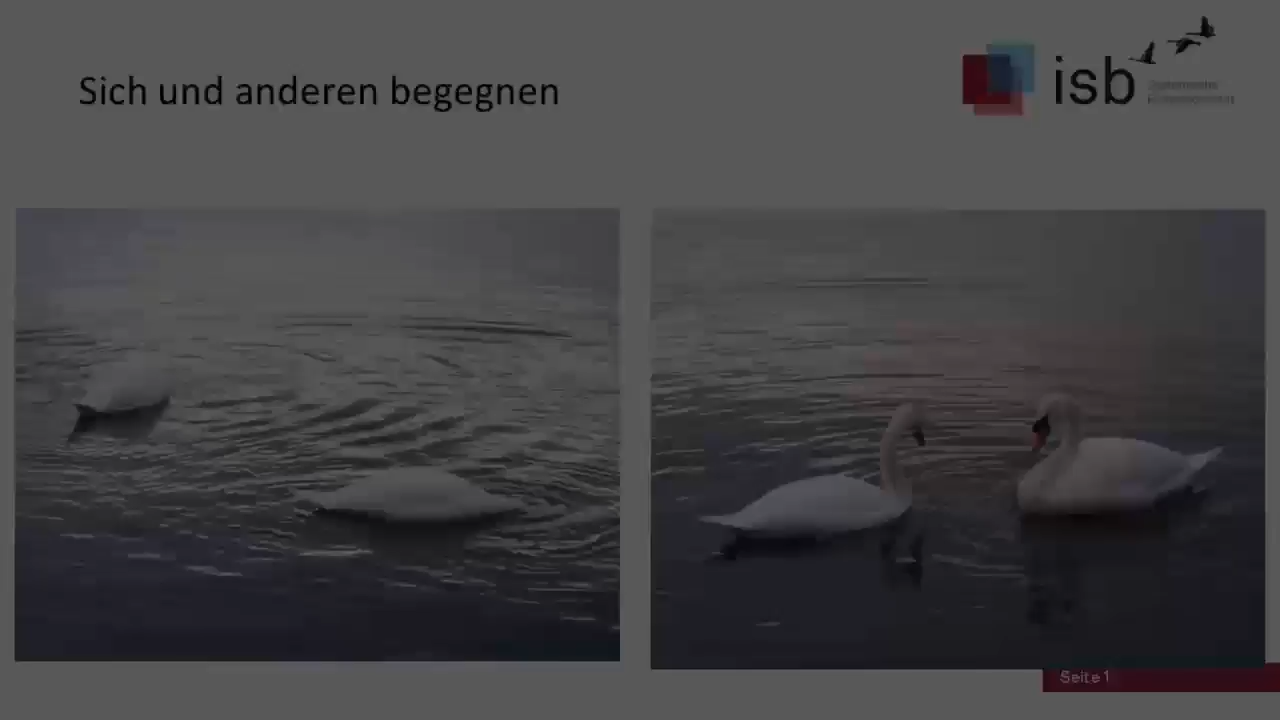 Sich und anderen begegnen
isb
Seite 1